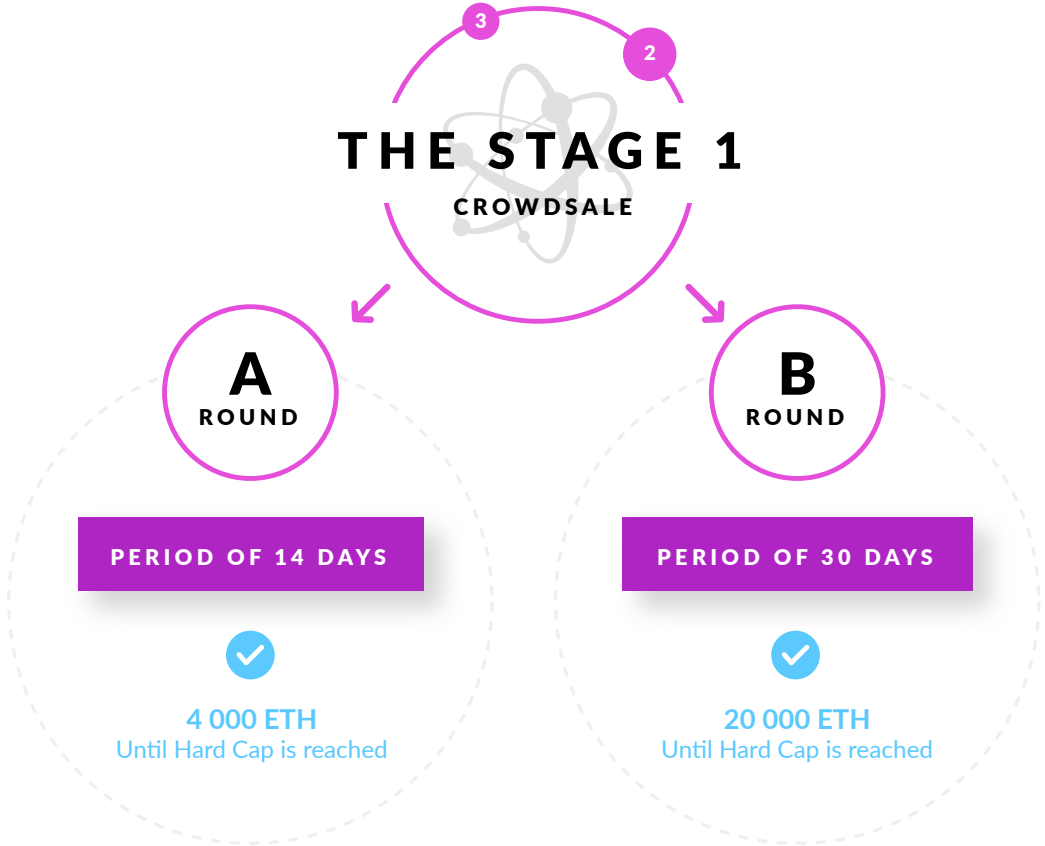 3
2
THE STAGE 1
CROWDSALE
A
ROUND
B
ROUND
PERIOD OF 14 DAYS
PERIOD OF 30 DAYS
4 000 ETH
Until Hard Cap is reached
20 000 ETH
Until Hard Cap is reached